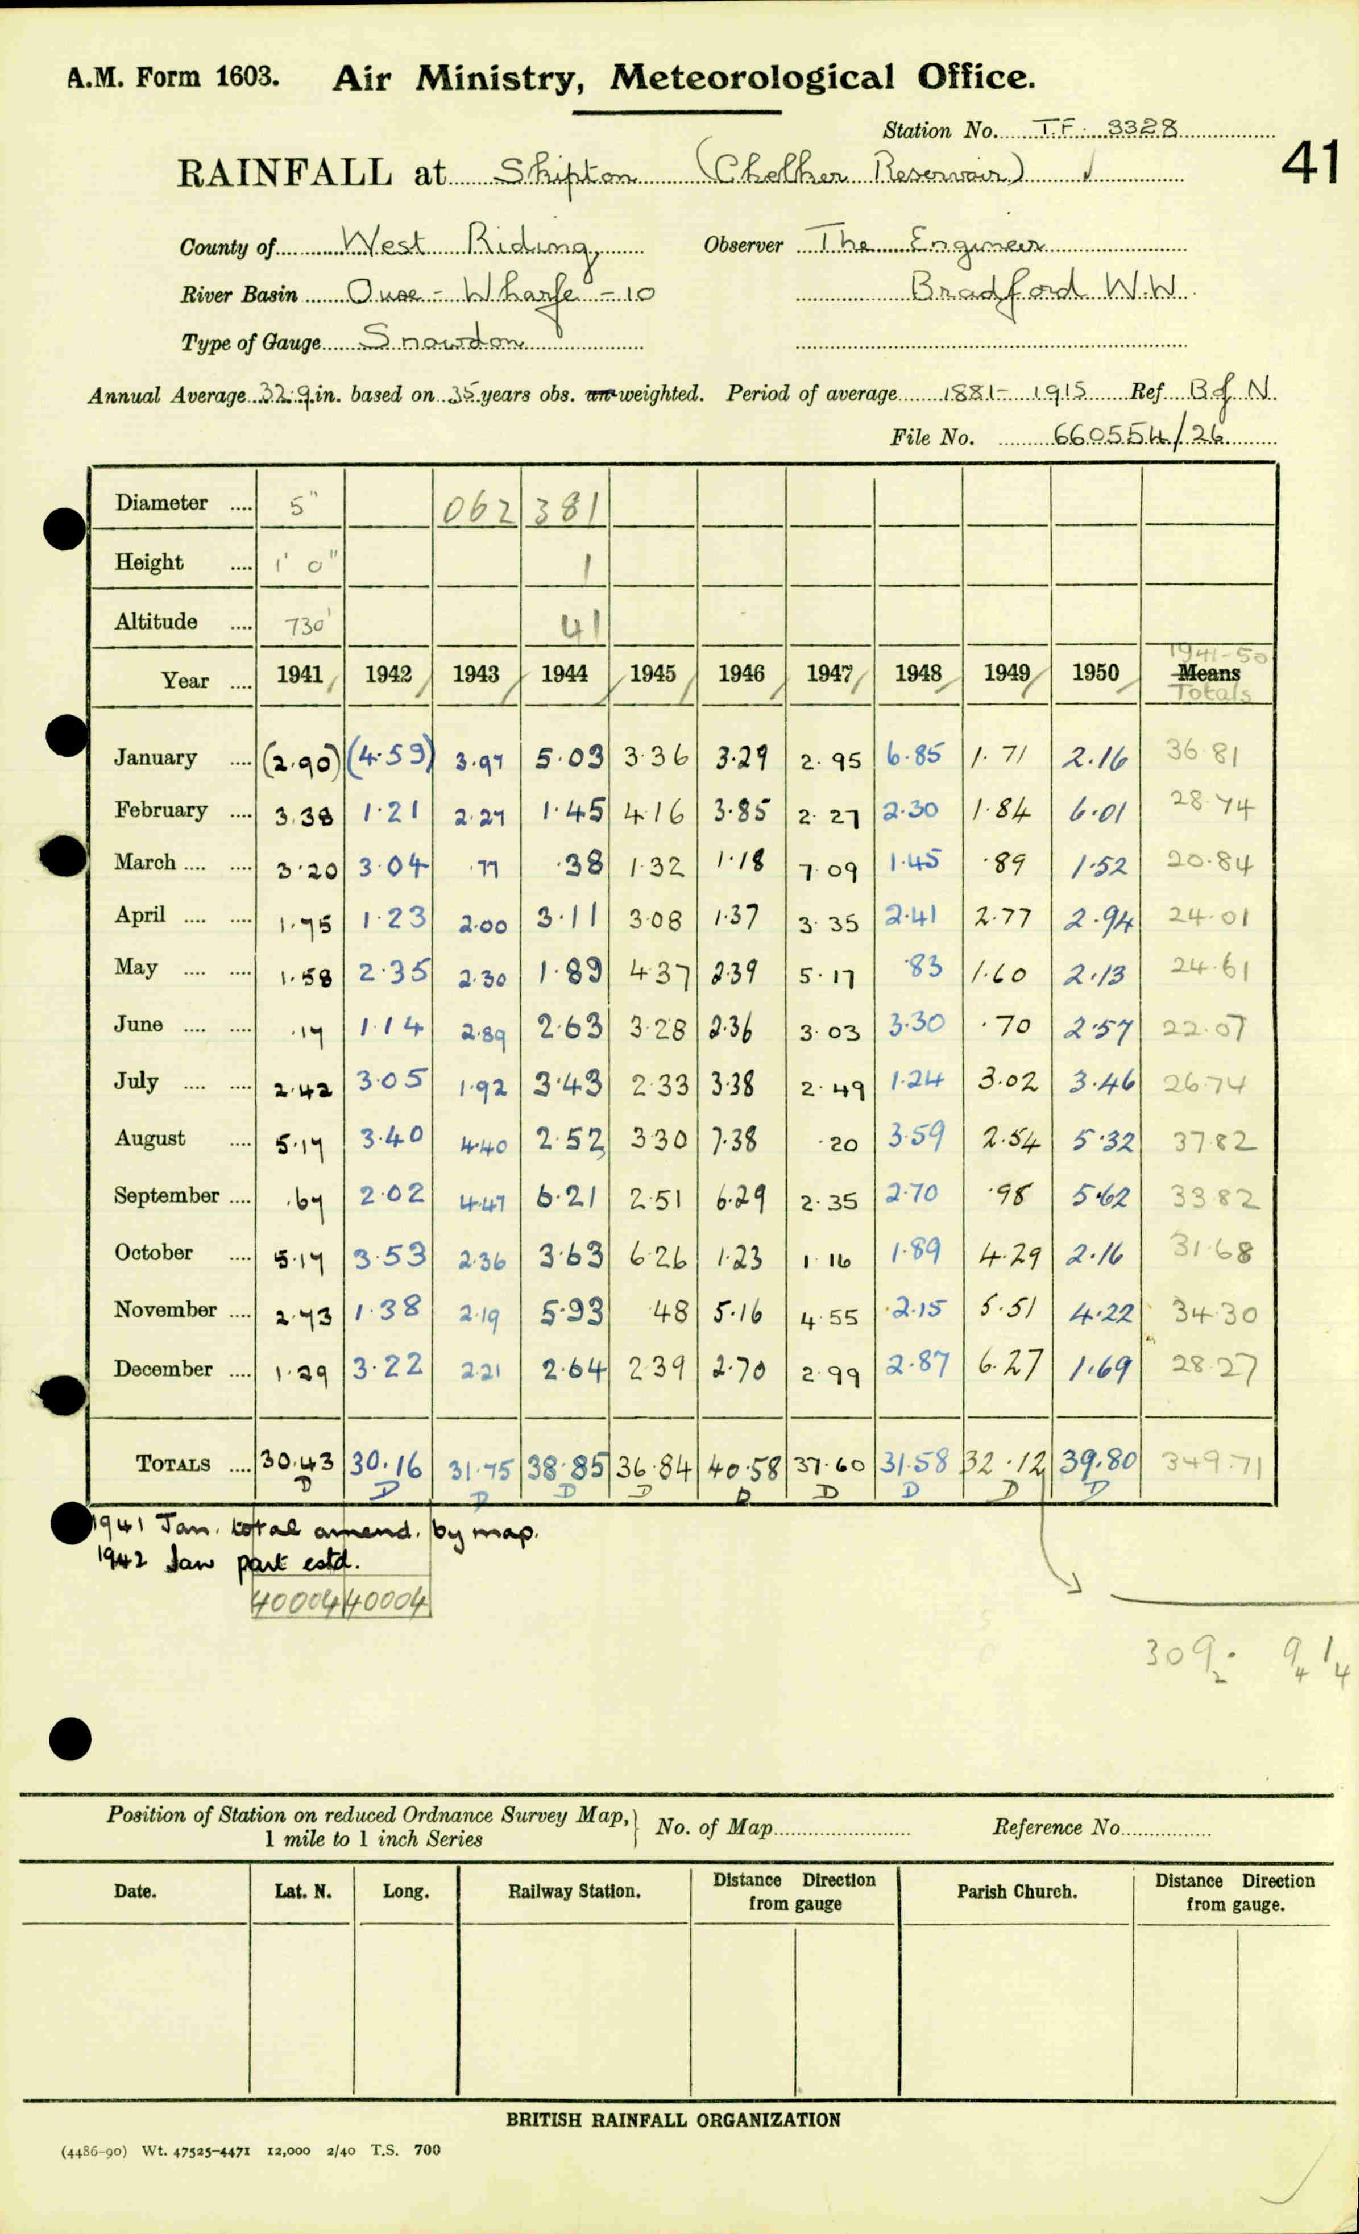 A.M. Form 1603. Air Ministry, Meteorological Office.
Station No. T.F. 3328
41
RAINFALL at Skipton (Chelker Reservoir) ✓
County of West Riding Observer The Engineer
River Basin Ouse - Wharfe - 10 Bradford W.W.
Type of Gauge Snowdon
Annual Average 32.9 in. based on 35 years obs. un-weighted. Period of average 1881-1915 Ref B of N
File No. 660554/26
Diameter .... 5" 062 381
Height .... 1' 0" 1
Altitude .... 730' 41
1941-50
Year .... 1941 1942 1943 1944 1945 1946 1947 1948 1949 1950 Means
Totals
January .... (2.90) (4.59) 3.97 5.03 3.36 3.29 2.95 6.85 1.71 2.16 36.81
February .... 3.38 1.21 2.27 1.45 4.16 3.85 2.27 2.30 1.84 6.01 28.74
March .... .... 3.20 3.04 .77 .38 1.32 1.18 7.09 1.45 .89 1.52 20.84
April .... .... 1.75 1.23 2.00 3.11 3.08 1.37 3.35 2.41 2.77 2.94 24.01
May .... .... 1.58 2.35 2.30 1.89 4.37 2.39 5.17 .83 1.60 2.13 24.61
June .... .... .17 1.14 2.89 2.63 3.28 2.36 3.03 3.30 .70 2.57 22.07
July .... .... 2.42 3.05 1.92 3.43 2.33 3.38 2.49 1.24 3.02 3.46 26.74
August .... 5.17 3.40 4.40 2.52 3.30 7.38 .20 3.59 2.54 5.32 37.82
September .... .67 2.02 4.47 6.21 2.51 6.29 2.35 2.70 .98 5.62 33.82
October .... 5.17 3.53 2.36 3.63 6.26 1.23 1.16 1.89 4.29 2.16 31.68
November .... 2.73 1.38 2.19 5.93 .48 5.16 4.55 2.15 5.51 4.22 34.30
December .... 1.29 3.22 2.21 2.64 2.39 2.70 2.99 2.87 6.27 1.69 28.27
TOTALS .... 30.43 30.16 31.75 38.85 36.84 40.58 37.60 31.58 32.12 39.80 349.71
D D D D D D D D D D
1941 Jan. total amend. by map.
1942 Jan part estd.
40004 40004
309₂. 9₄ 1₄
Position of Station on reduced Ordnance Survey Map, No. of Map Reference No.
1 mile to 1 inch Series
Date. Lat. N. Long. Railway Station. Distance Direction from gauge Parish Church. Distance Direction from gauge.
BRITISH RAINFALL ORGANIZATION
(4486-90) Wt. 47525-4471 12,000 2/40 T.S. 700